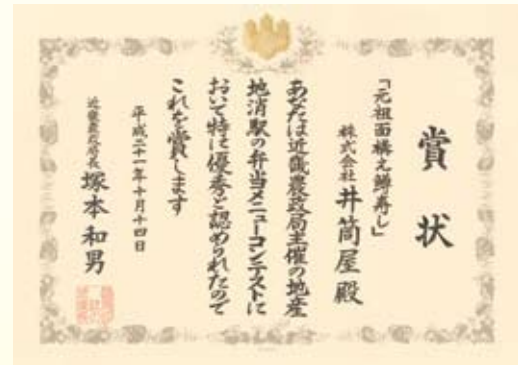 賞状
「元祖面構え鱒寿し」
株式会社 井筒屋 殿
あなたは近畿農政局主催の地産
地消駅の弁当メニューコンテストに
おいて特に優秀と認められたので
これを賞します
平成二十一年十月十四日
近畿農政局長 塚本和男